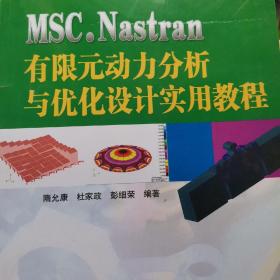 MSC.Nastran
有限元动力分析
与优化设计实用教程
隋允康 杜家政 彭细荣 编著